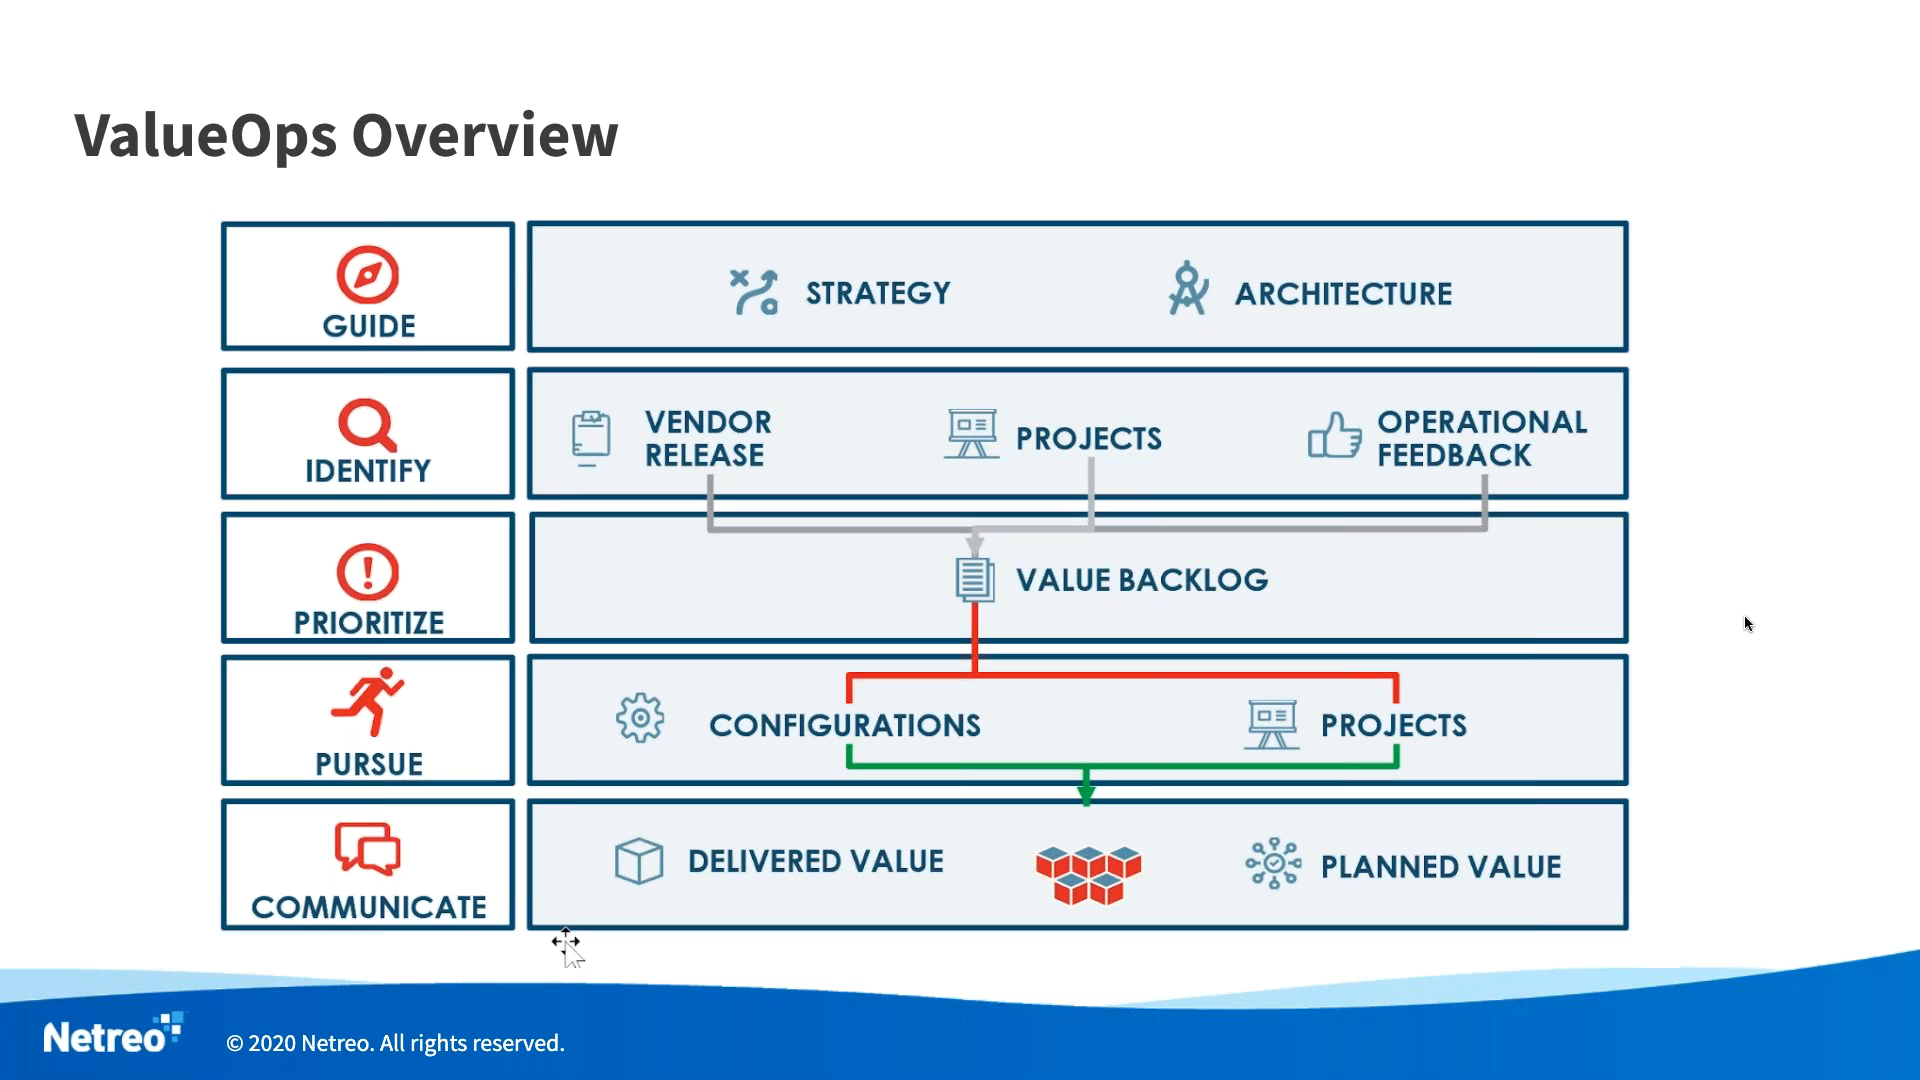 ValueOps Overview
GUIDE
STRATEGY
ARCHITECTURE
IDENTIFY
VENDOR
RELEASE
PROJECTS
OPERATIONAL
FEEDBACK
PRIORITIZE
VALUE BACKLOG
PURSUE
CONFIGURATIONS
PROJECTS
COMMUNICATE
DELIVERED VALUE
PLANNED VALUE
Netreo
© 2020 Netreo. All rights reserved.